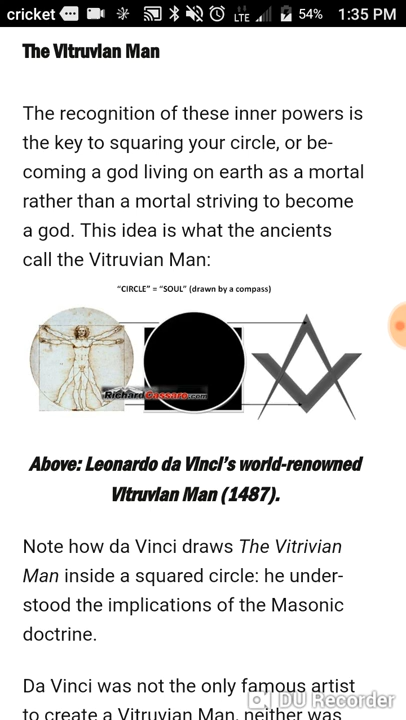 cricket LTE 54% 1:35 PM
The Vitruvian Man
The recognition of these inner powers is
the key to squaring your circle, or be-
coming a god living on earth as a mortal
rather than a mortal striving to become
a god. This idea is what the ancients
call the Vitruvian Man:
"CIRCLE" = "SOUL" (drawn by a compass)
RichardCassaro.com
Above: Leonardo da Vinci's world-renowned
Vitruvian Man (1487).
Note how da Vinci draws The Vitrivian
Man inside a squared circle: he under-
stood the implications of the Masonic
doctrine.
Da Vinci was not the only famous artist
to create a Vitruvian Man, neither was
DU Recorder